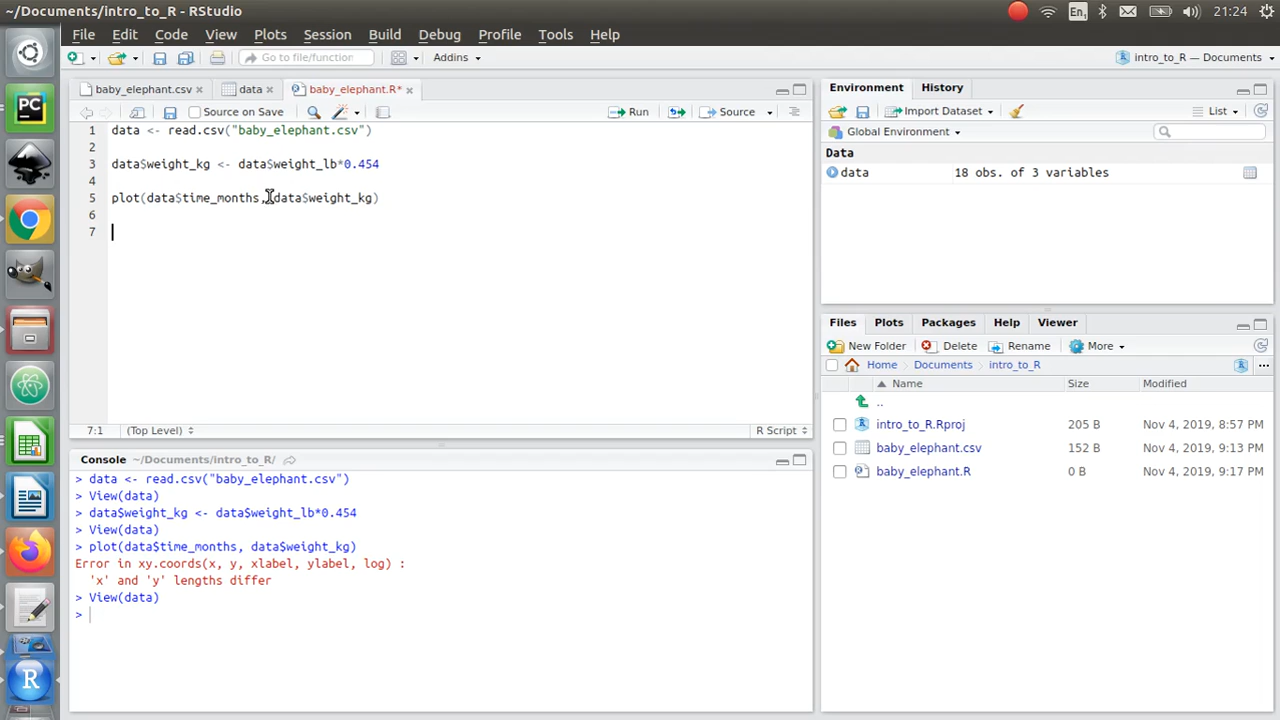 ~/Documents/intro_to_R - RStudio
En1
21:24
File Edit Code View Plots Session Build Debug Profile Tools Help
Go to file/function
Addins
intro_to_R — Documents
baby_elephant.csv
data
baby_elephant.R*
Source on Save
Run
Source
1 data <- read.csv("baby_elephant.csv")
2
3 data$weight_kg <- data$weight_lb*0.454
4
5 plot(data$time_months, data$weight_kg)
6
7
7:1 (Top Level) R Script
Console ~/Documents/intro_to_R/
> data <- read.csv("baby_elephant.csv")
> View(data)
> data$weight_kg <- data$weight_lb*0.454
> View(data)
> plot(data$time_months, data$weight_kg)
Error in xy.coords(x, y, xlabel, ylabel, log) :
'x' and 'y' lengths differ
> View(data)
>
Environment History
Import Dataset
List
Global Environment
Data
data 18 obs. of 3 variables
Files Plots Packages Help Viewer
New Folder Delete Rename More
Home Documents intro_to_R
Name Size Modified
..
intro_to_R.Rproj 205 B Nov 4, 2019, 8:57 PM
baby_elephant.csv 152 B Nov 4, 2019, 9:13 PM
baby_elephant.R 0 B Nov 4, 2019, 9:17 PM
PC
R